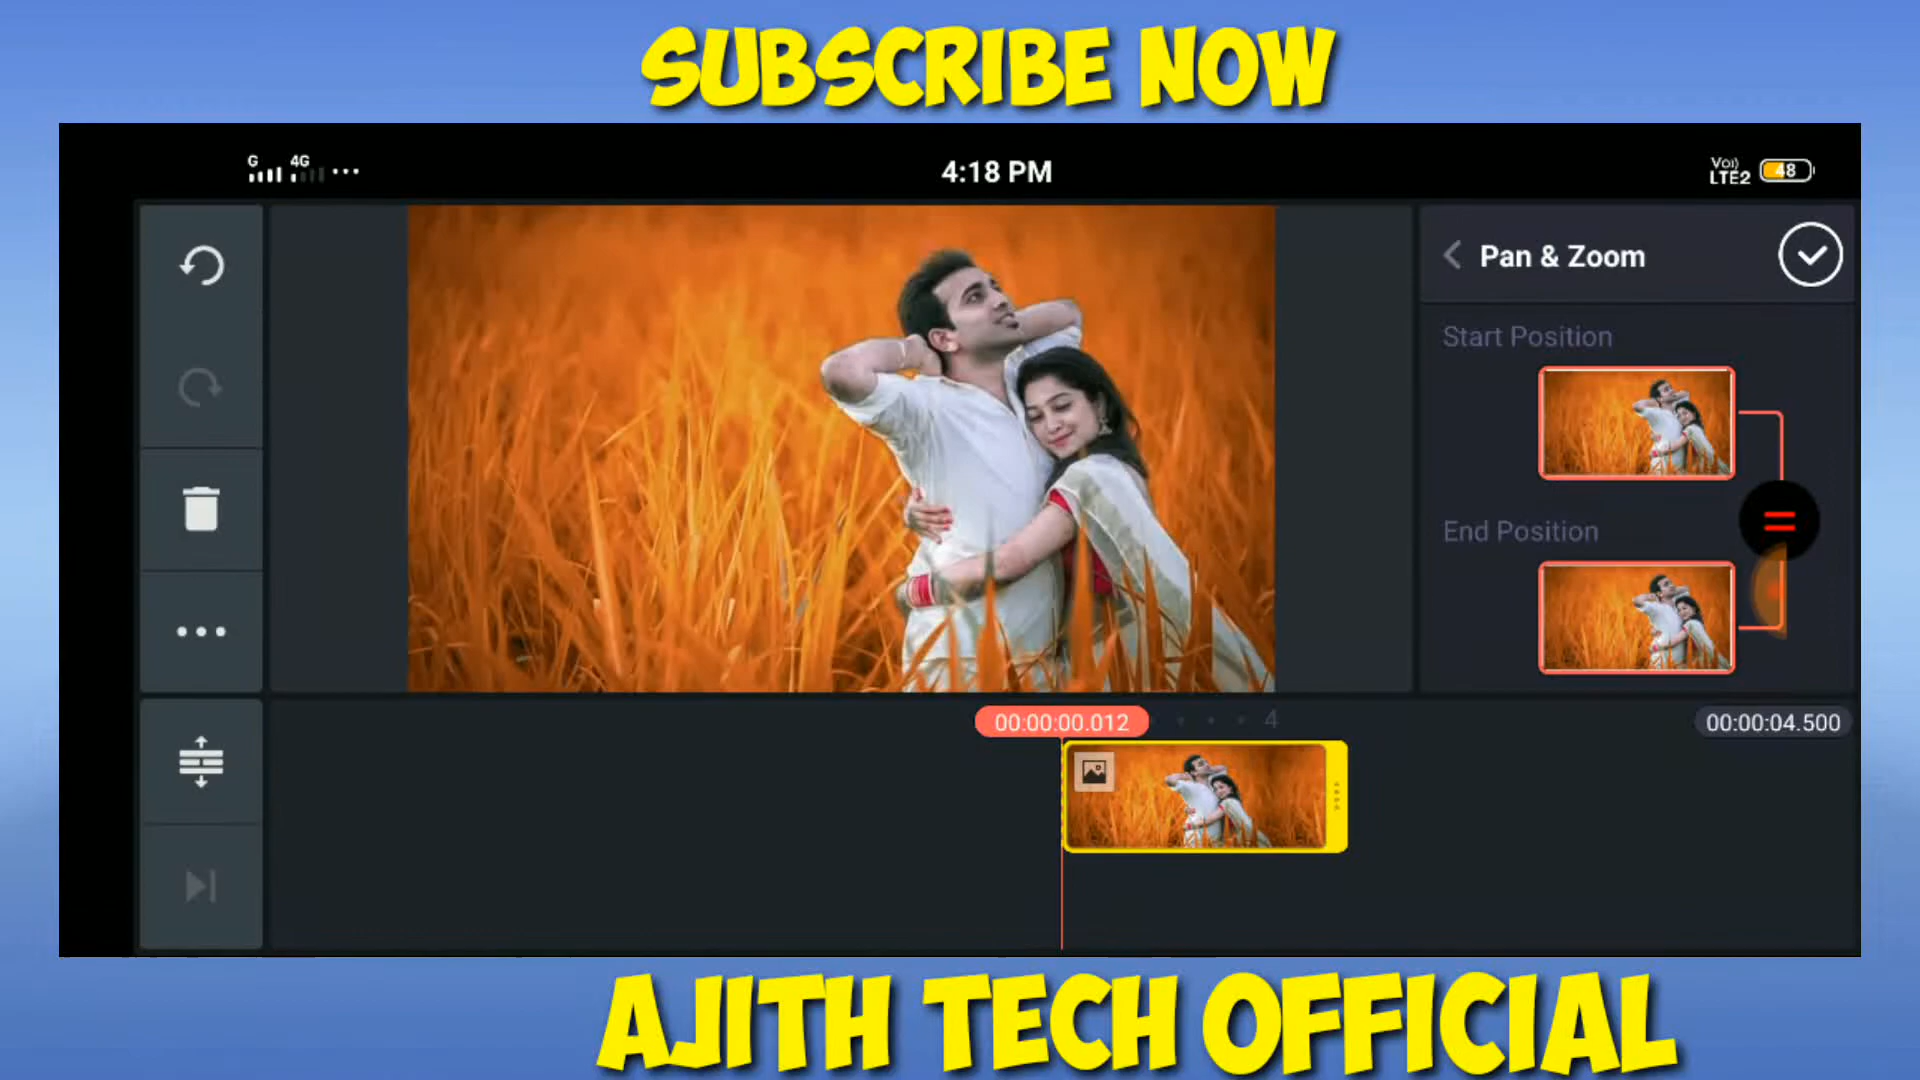 SUBSCRIBE NOW
G 4G 4:18 PM Vo)) LTE2 48
Pan & Zoom
Start Position
End Position
00:00:00.012 4 00:00:04.500
AJITH TECH OFFICIAL